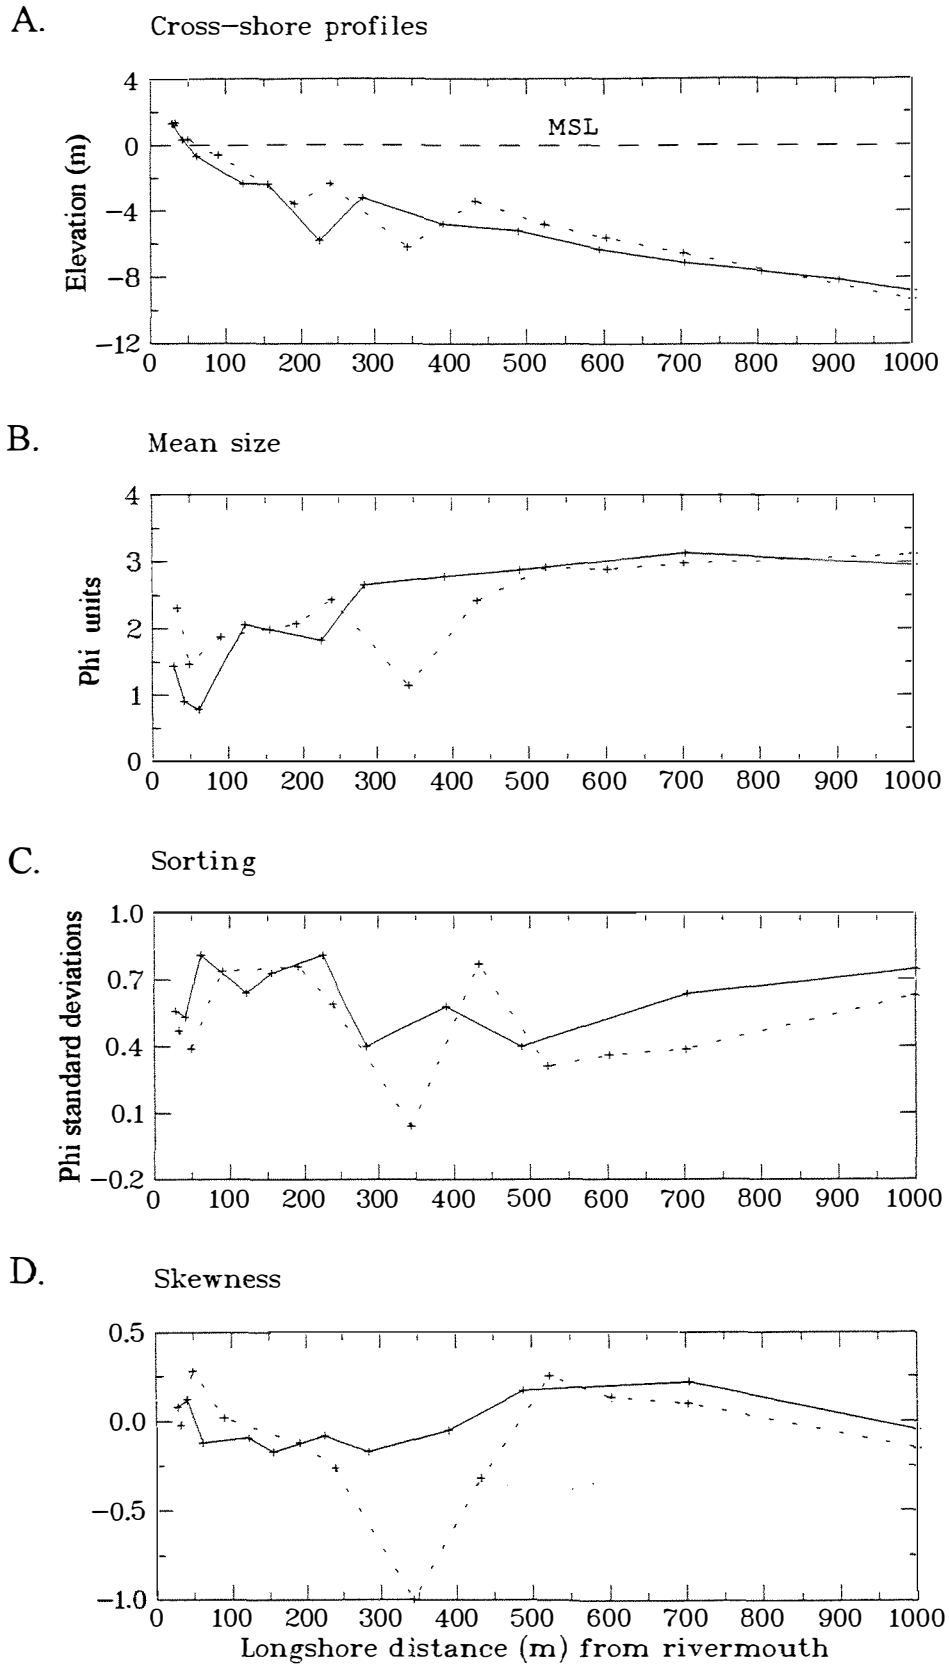 A.
Cross-shore profiles
4
0
-4
-8
-12
Elevation (m)
MSL
0 100 200 300 400 500 600 700 800 900 1000
B.
Mean size
4
3
2
1
0
Phi units
0 100 200 300 400 500 600 700 800 900 1000
C.
Sorting
1.0
0.7
0.4
0.1
-0.2
Phi standard deviations
0 100 200 300 400 500 600 700 800 900 1000
D.
Skewness
0.5
0.0
-0.5
-1.0
0 100 200 300 400 500 600 700 800 900 1000
Longshore distance (m) from rivermouth